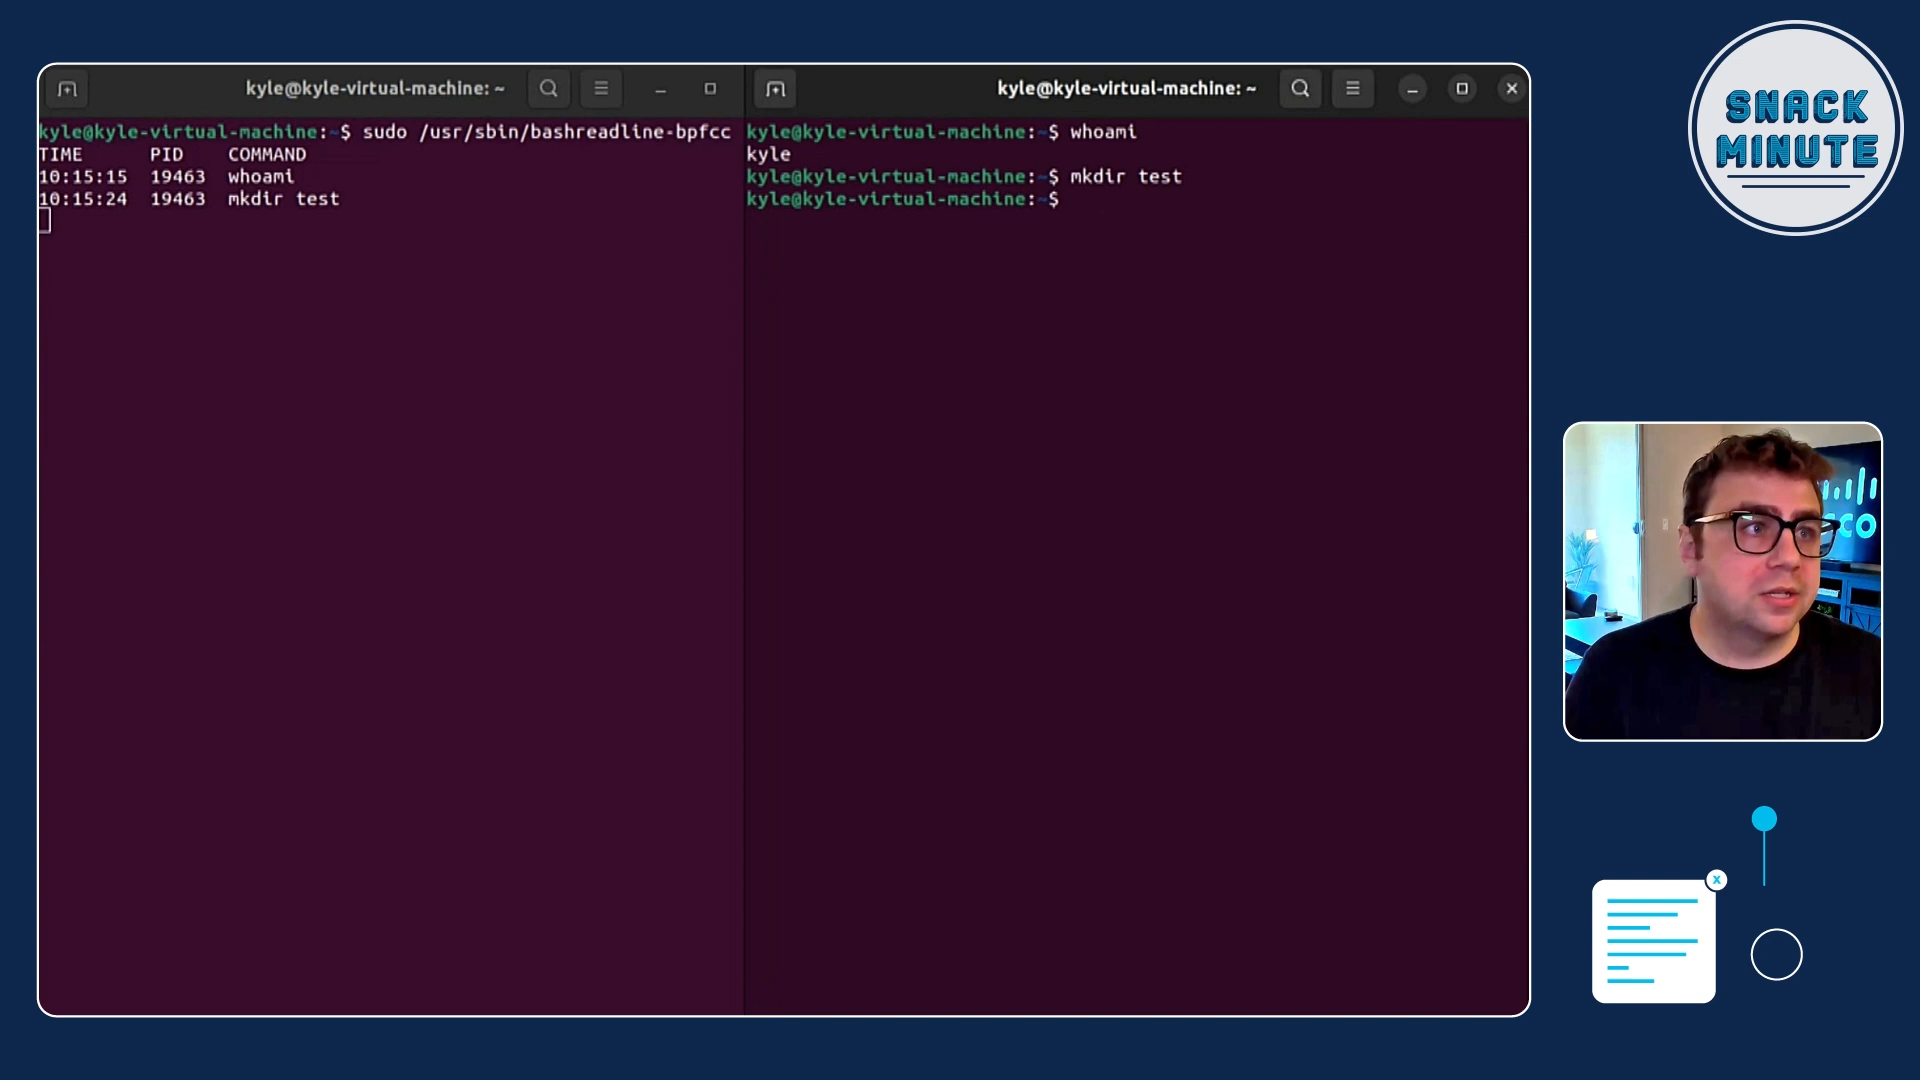 SNACK
MINUTE
kyle@kyle-virtual-machine: ~
kyle@kyle-virtual-machine:~$ sudo /usr/sbin/bashreadline-bpfcc
TIME PID COMMAND
10:15:15 19463 whoami
10:15:24 19463 mkdir test
kyle@kyle-virtual-machine: ~
kyle@kyle-virtual-machine:~$ whoami
kyle
kyle@kyle-virtual-machine:~$ mkdir test
kyle@kyle-virtual-machine:~$
co
x